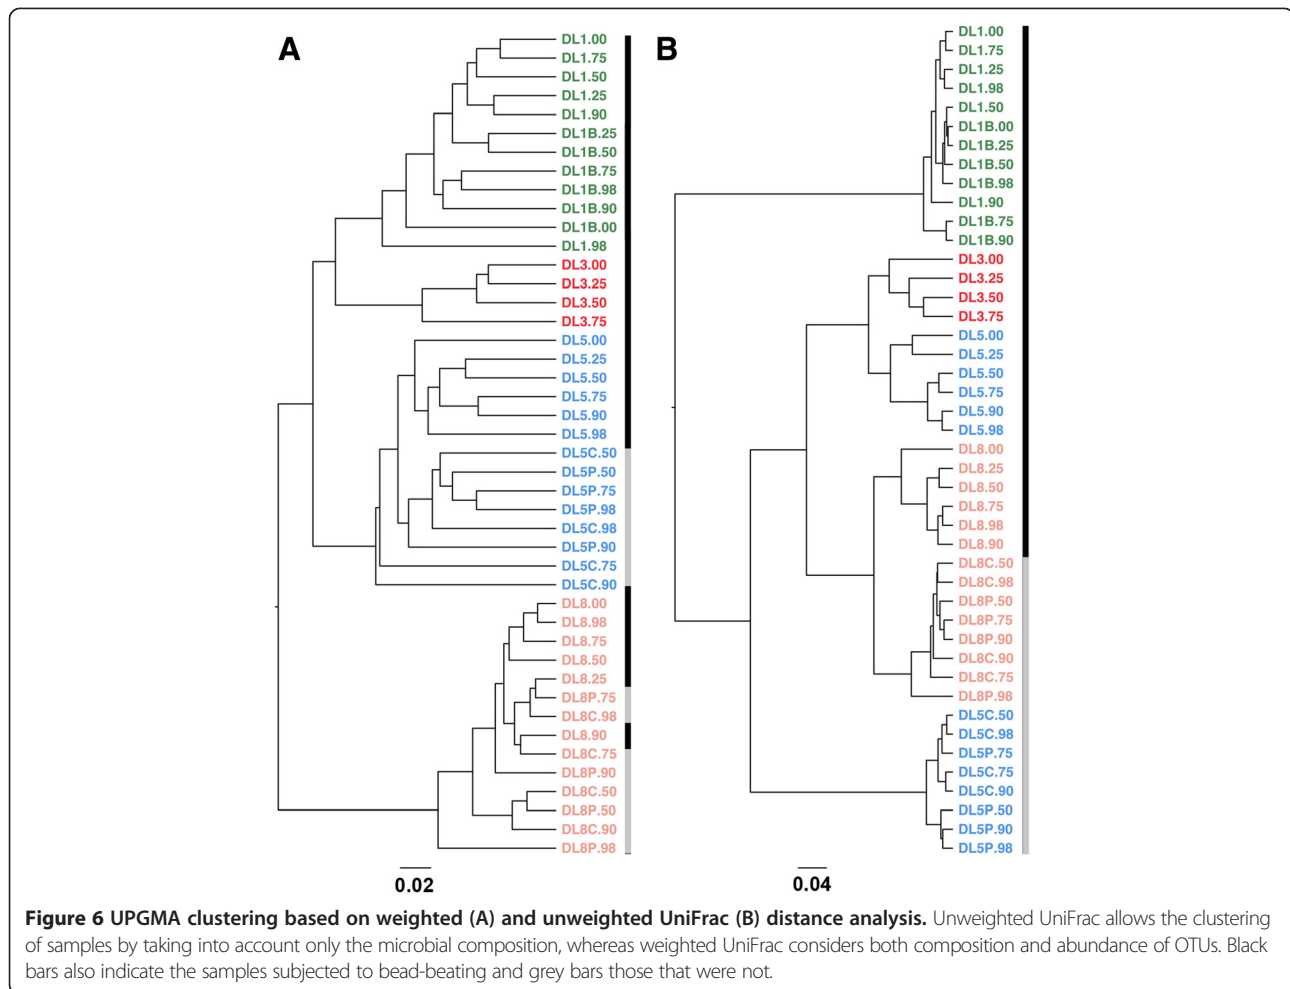 A
DL1.00
DL1.75
DL1.50
DL1.25
DL1.90
DL1B.25
DL1B.50
DL1B.75
DL1B.98
DL1B.90
DL1B.00
DL1.98
DL3.00
DL3.25
DL3.50
DL3.75
DL5.00
DL5.25
DL5.50
DL5.75
DL5.90
DL5.98
DL5C.50
DL5P.50
DL5P.75
DL5P.98
DL5C.98
DL5P.90
DL5C.75
DL5C.90
DL8.00
DL8.98
DL8.75
DL8.50
DL8.25
DL8P.75
DL8C.98
DL8.90
DL8C.75
DL8P.90
DL8C.50
DL8P.50
DL8C.90
DL8P.98
0.02
B
DL1.00
DL1.75
DL1.25
DL1.98
DL1.50
DL1B.00
DL1B.25
DL1B.50
DL1B.98
DL1.90
DL1B.75
DL1B.90
DL3.00
DL3.25
DL3.50
DL3.75
DL5.00
DL5.25
DL5.50
DL5.75
DL5.90
DL5.98
DL8.00
DL8.25
DL8.50
DL8.75
DL8.98
DL8.90
DL8C.50
DL8C.98
DL8P.50
DL8P.75
DL8P.90
DL8C.90
DL8C.75
DL8P.98
DL5C.50
DL5C.98
DL5P.75
DL5C.75
DL5C.90
DL5P.50
DL5P.90
DL5P.98
0.04
Figure 6 UPGMA clustering based on weighted (A) and unweighted UniFrac (B) distance analysis. Unweighted UniFrac allows the clustering
of samples by taking into account only the microbial composition, whereas weighted UniFrac considers both composition and abundance of OTUs. Black
bars also indicate the samples subjected to bead-beating and grey bars those that were not.